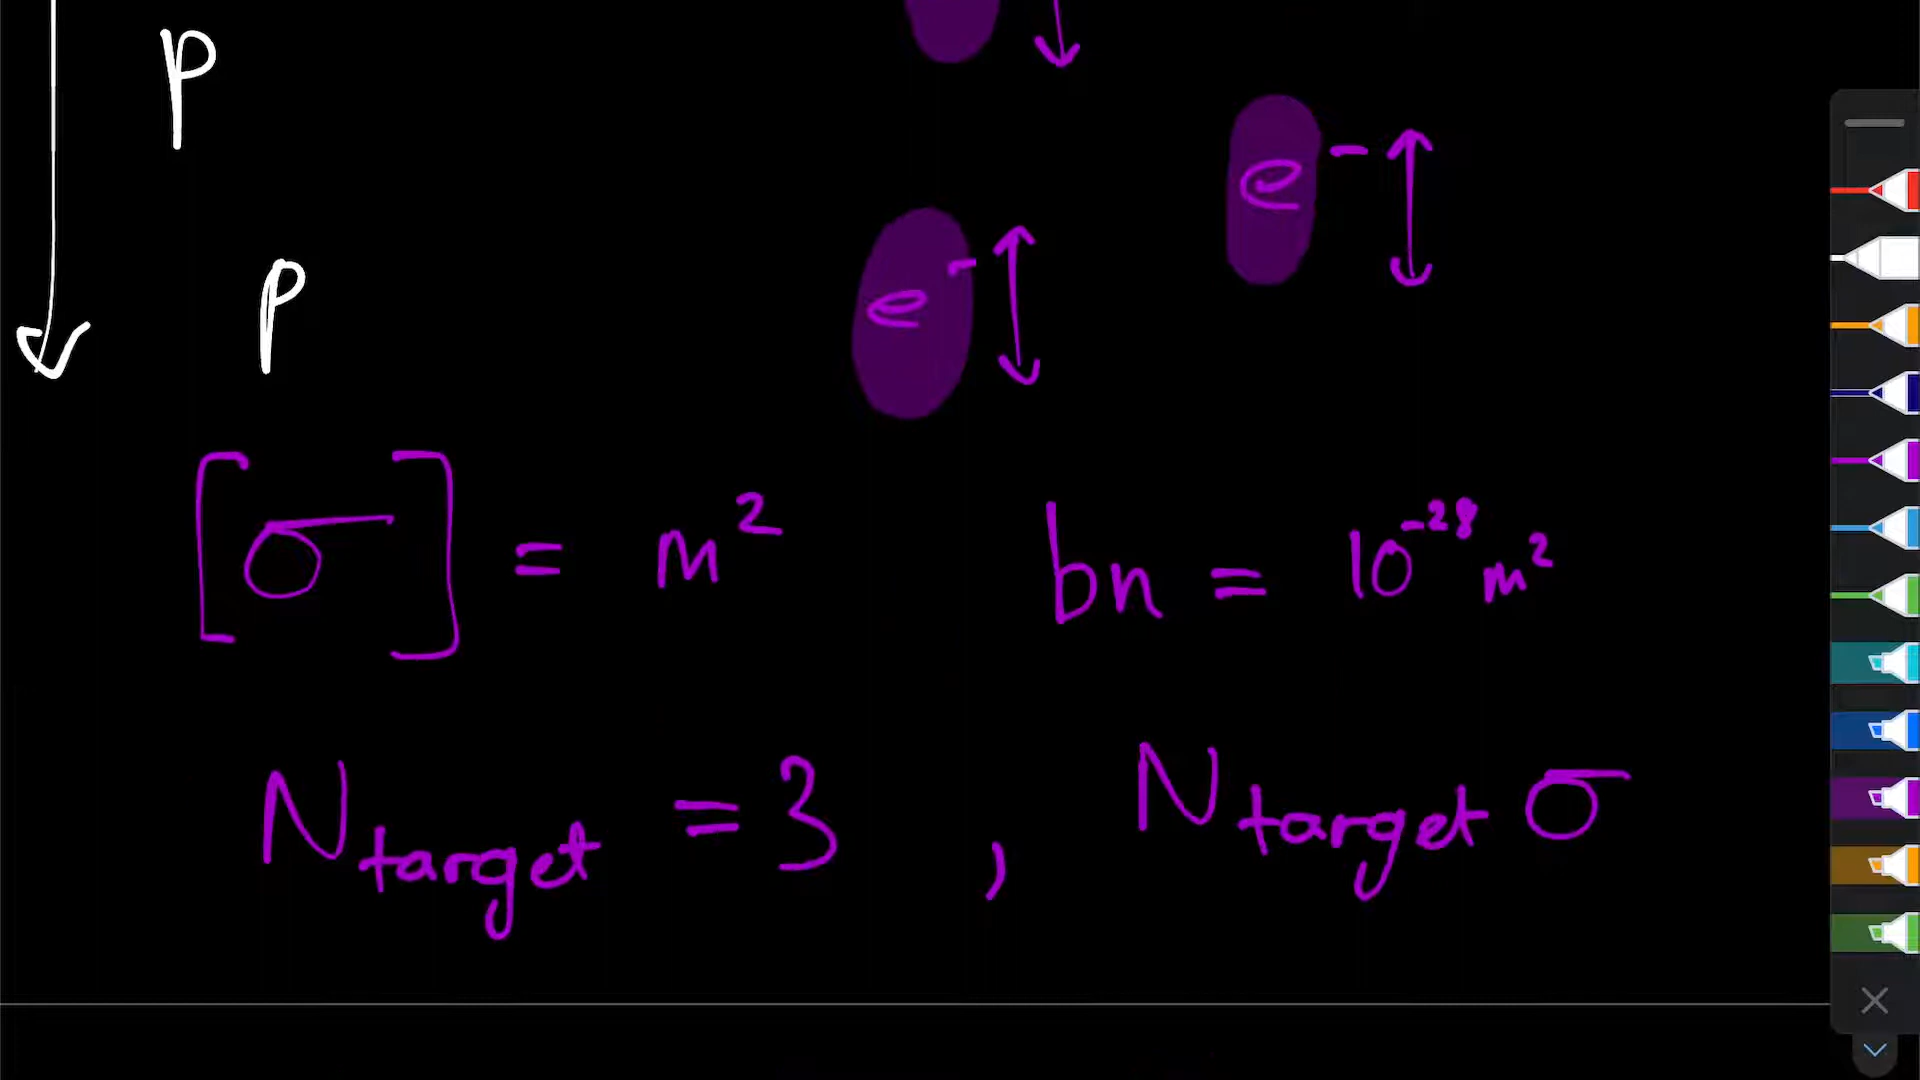 p
e⁻
e⁻
p
[σ] = m² bn = 10⁻²⁸ m²
N_target = 3 , N_target σ